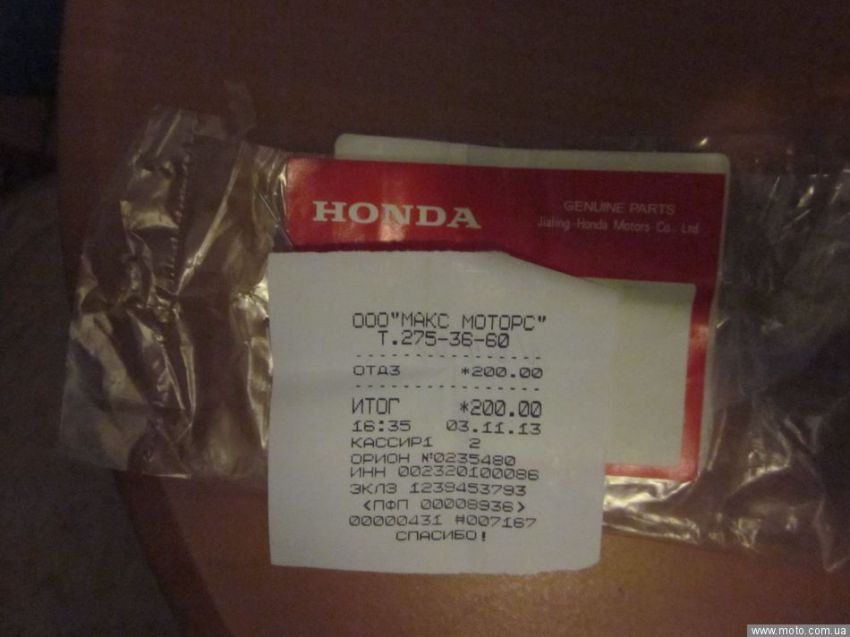 HONDA
GENUINE PARTS
Jialing-Honda Motors Co., Ltd
ООО"МАКС МОТОРС"
Т.275-36-60
ОТДЗ *200.00
ИТОГ *200.00
16:35 03.11.13
КАССИР1 2
ОРИОН №0235480
ИНН 002320100086
ЭКЛЗ 1239453793
<ПФП 00008936>
00000431 #007167
СПАСИБО!
www.moto.com.ua